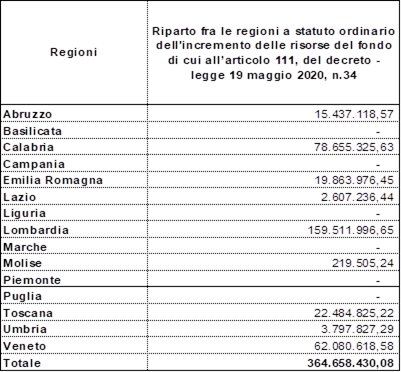 Regioni
Riparto fra le regioni a statuto ordinario
dell'incremento delle risorse del fondo
di cui all'articolo 111, del decreto -
legge 19 maggio 2020, n.34
Abruzzo 15.437.118,57
Basilicata -
Calabria 78.655.325,63
Campania -
Emilia Romagna 19.863.976,45
Lazio 2.607.236,44
Liguria -
Lombardia 159.511.996,65
Marche -
Molise 219.505,24
Piemonte -
Puglia -
Toscana 22.484.825,22
Umbria 3.797.827,29
Veneto 62.080.618,58
Totale 364.658.430,08